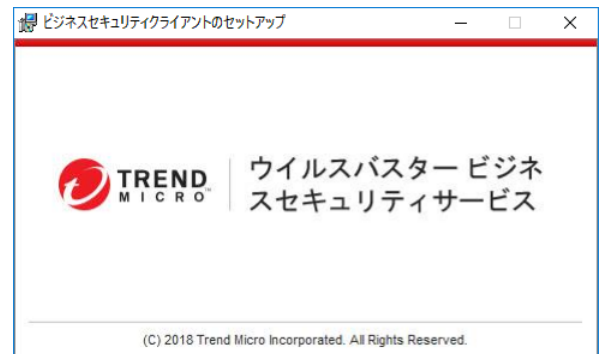 ビジネスセキュリティクライアントのセットアップ
TREND
MICRO
ウイルスバスター ビジネ
スセキュリティサービス
(C) 2018 Trend Micro Incorporated. All Rights Reserved.